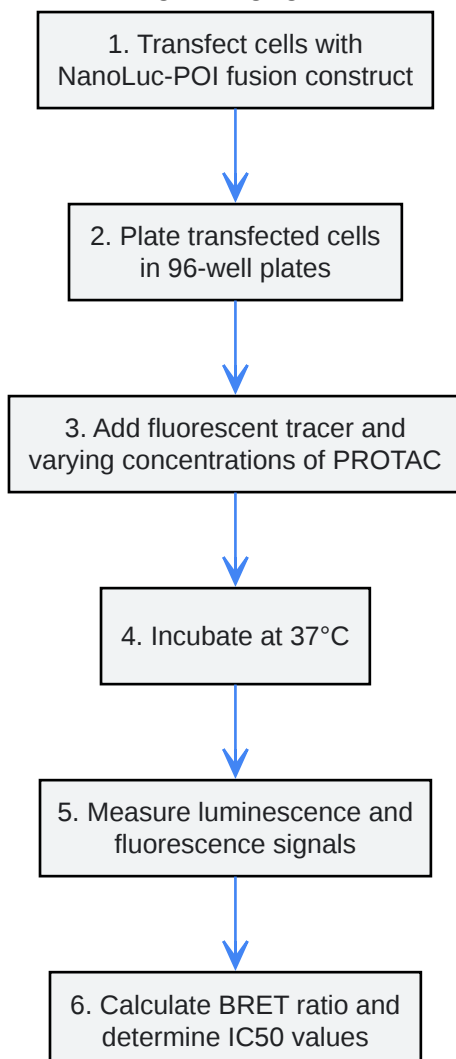 1. Transfect cells with
NanoLuc-POI fusion construct
2. Plate transfected cells
in 96-well plates
3. Add fluorescent tracer and
varying concentrations of PROTAC
4. Incubate at 37°C
5. Measure luminescence and
fluorescence signals
6. Calculate BRET ratio and
determine IC50 values